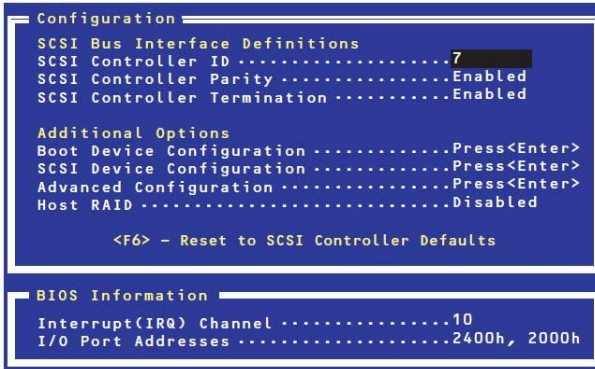 Configuration
SCSI Bus Interface Definitions
SCSI Controller ID ····················7
SCSI Controller Parity ················Enabled
SCSI Controller Termination ···········Enabled
Additional Options
Boot Device Configuration ·············Press<Enter>
SCSI Device Configuration ·············Press<Enter>
Advanced Configuration ················Press<Enter>
Host RAID ·····························Disabled
<F6> – Reset to SCSI Controller Defaults
BIOS Information
Interrupt(IRQ) Channel ················10
I/O Port Addresses ····················2400h, 2000h